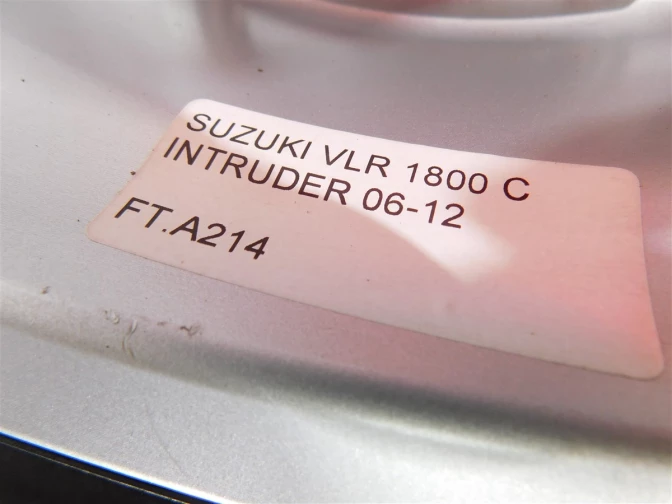 SUZUKI VLR 1800 C
INTRUDER 06-12
FT.A214